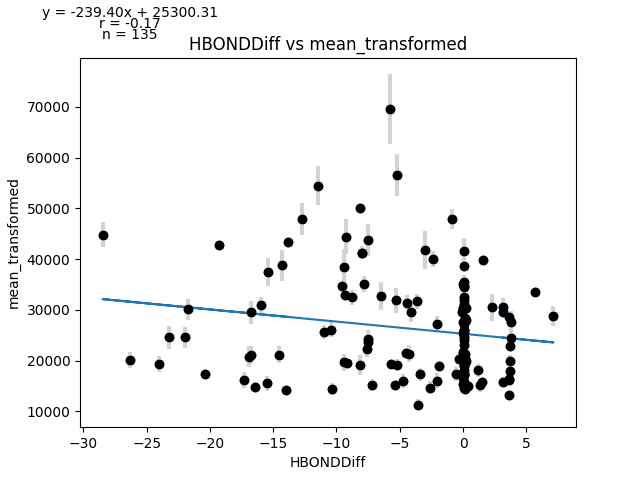 y = -239.40x + 25300.31
r = -0.17
n = 135
HBONDDiff vs mean_transformed
mean_transformed
70000
60000
50000
40000
30000
20000
10000
−30
−25
−20
−15
−10
−5
0
5
HBONDDiff